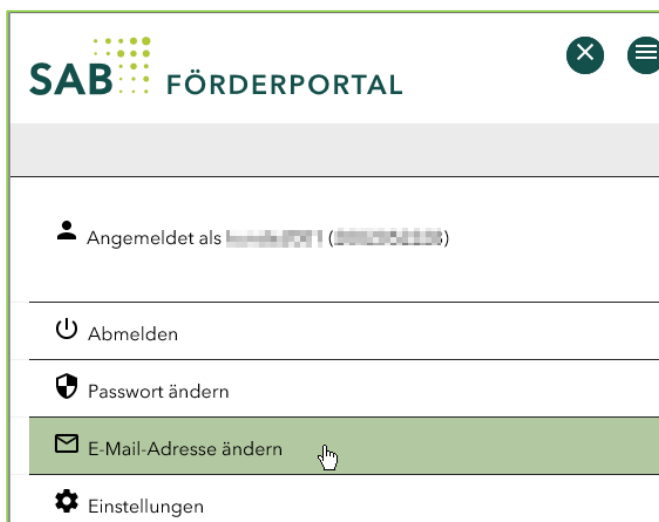 SAB FÖRDERPORTAL
Angemeldet als ( )
Abmelden
Passwort ändern
E-Mail-Adresse ändern
Einstellungen